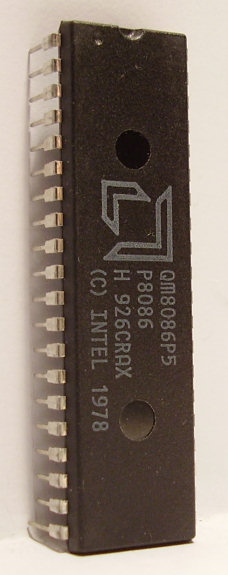 QM8086P5
P8086
H 926CRAX
(C) INTEL 1978